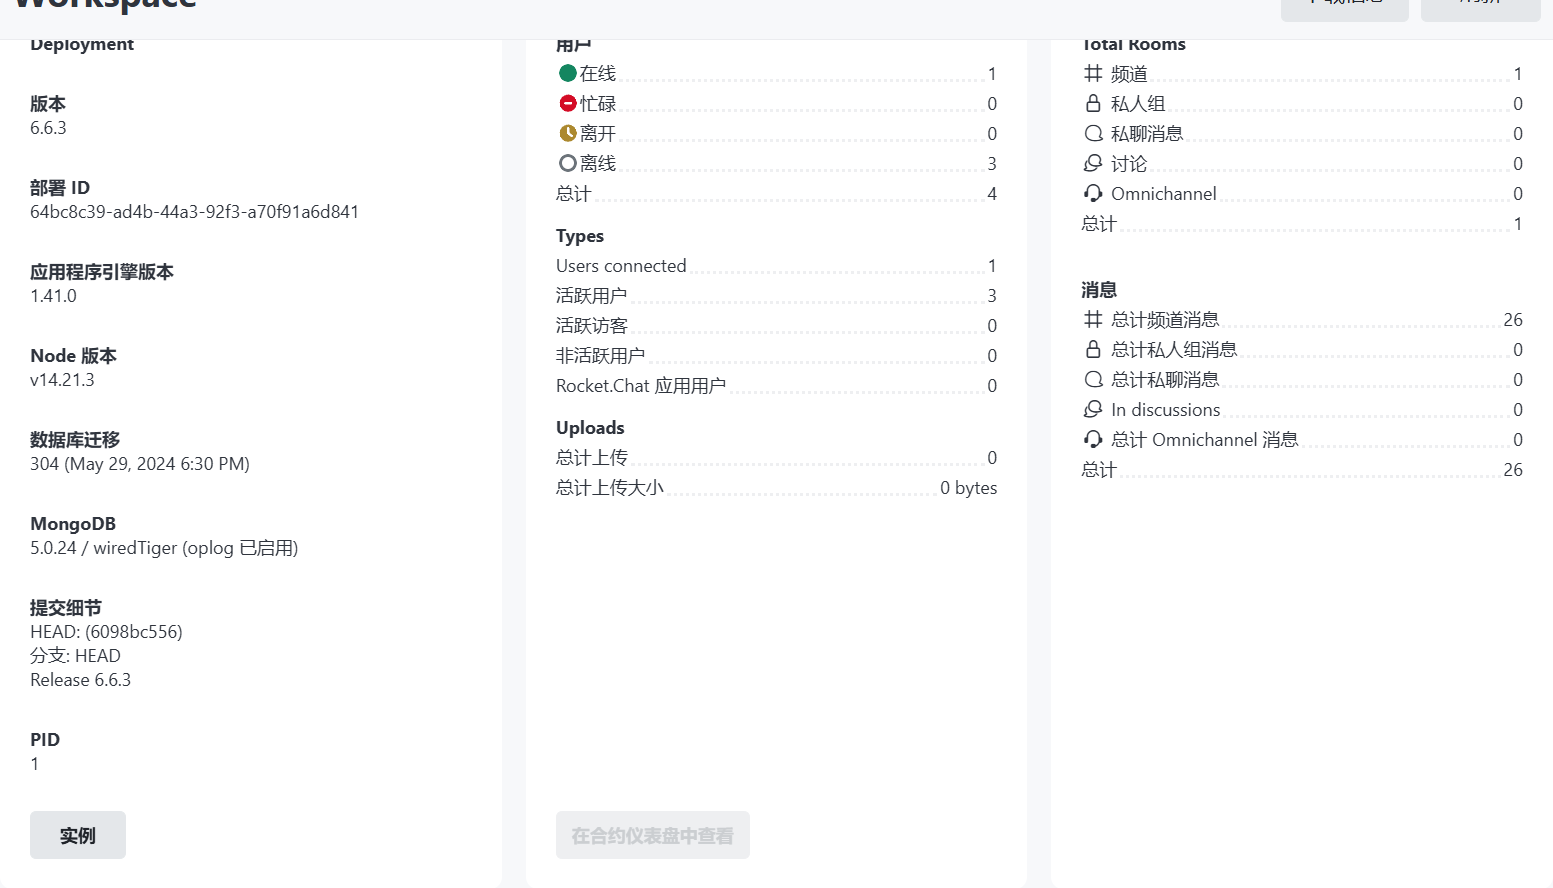 Workspace
Deployment
版本
6.6.3
部署 ID
64bc8c39-ad4b-44a3-92f3-a70f91a6d841
应用程序引擎版本
1.41.0
Node 版本
v14.21.3
数据库迁移
304 (May 29, 2024 6:30 PM)
MongoDB
5.0.24 / wiredTiger (oplog 已启用)
提交细节
HEAD: (6098bc556)
分支: HEAD
Release 6.6.3
PID
1
实例
用户
在线 1
忙碌 0
离开 0
离线 3
总计 4
Types
Users connected 1
活跃用户 3
活跃访客 0
非活跃用户 0
Rocket.Chat 应用用户 0
Uploads
总计上传 0
总计上传大小 0 bytes
在合约仪表盘中查看
Total Rooms
频道 1
私人组 0
私聊消息 0
讨论 0
Omnichannel 0
总计 1
消息
总计频道消息 26
总计私人组消息 0
总计私聊消息 0
In discussions 0
总计 Omnichannel 消息 0
总计 26